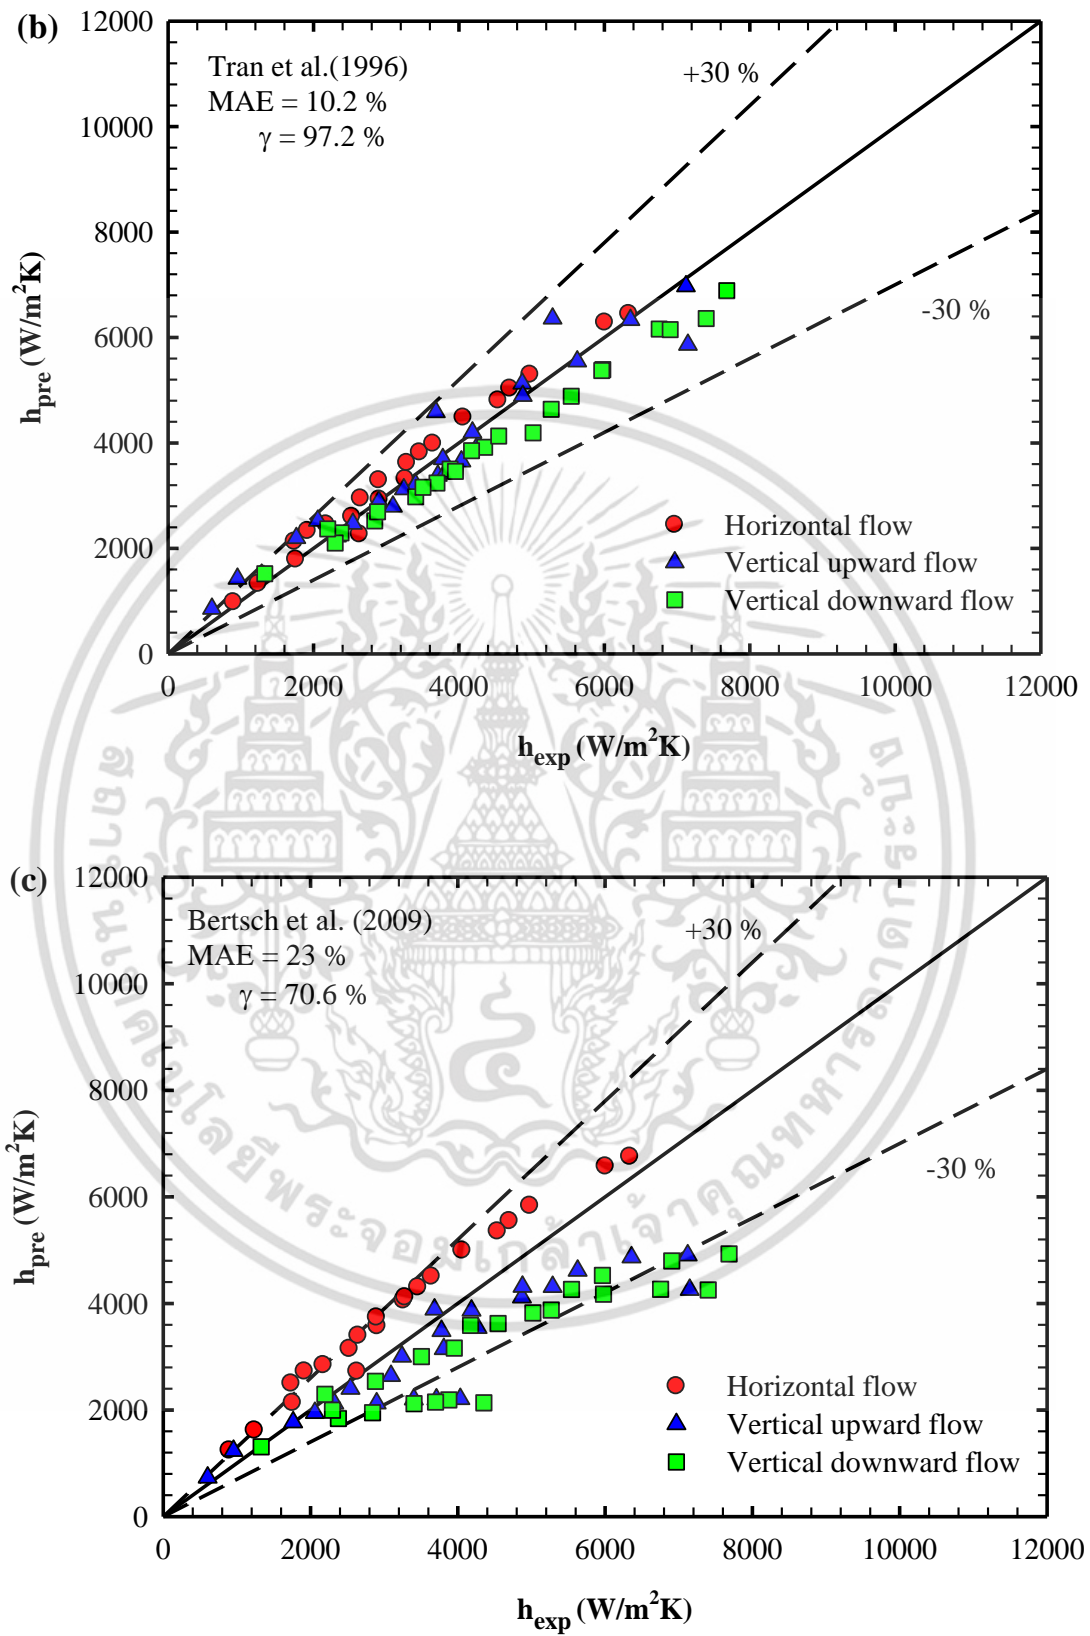 (b)
12000
10000
8000
6000
4000
2000
0
h_pre (W/m²K)
Tran et al.(1996)
MAE = 10.2 %
γ = 97.2 %
+30 %
-30 %
Horizontal flow
Vertical upward flow
Vertical downward flow
0 2000 4000 6000 8000 10000 12000
h_exp (W/m²K)
(c)
12000
10000
8000
6000
4000
2000
0
h_pre (W/m²K)
Bertsch et al. (2009)
MAE = 23 %
γ = 70.6 %
+30 %
-30 %
Horizontal flow
Vertical upward flow
Vertical downward flow
0 2000 4000 6000 8000 10000 12000
h_exp (W/m²K)